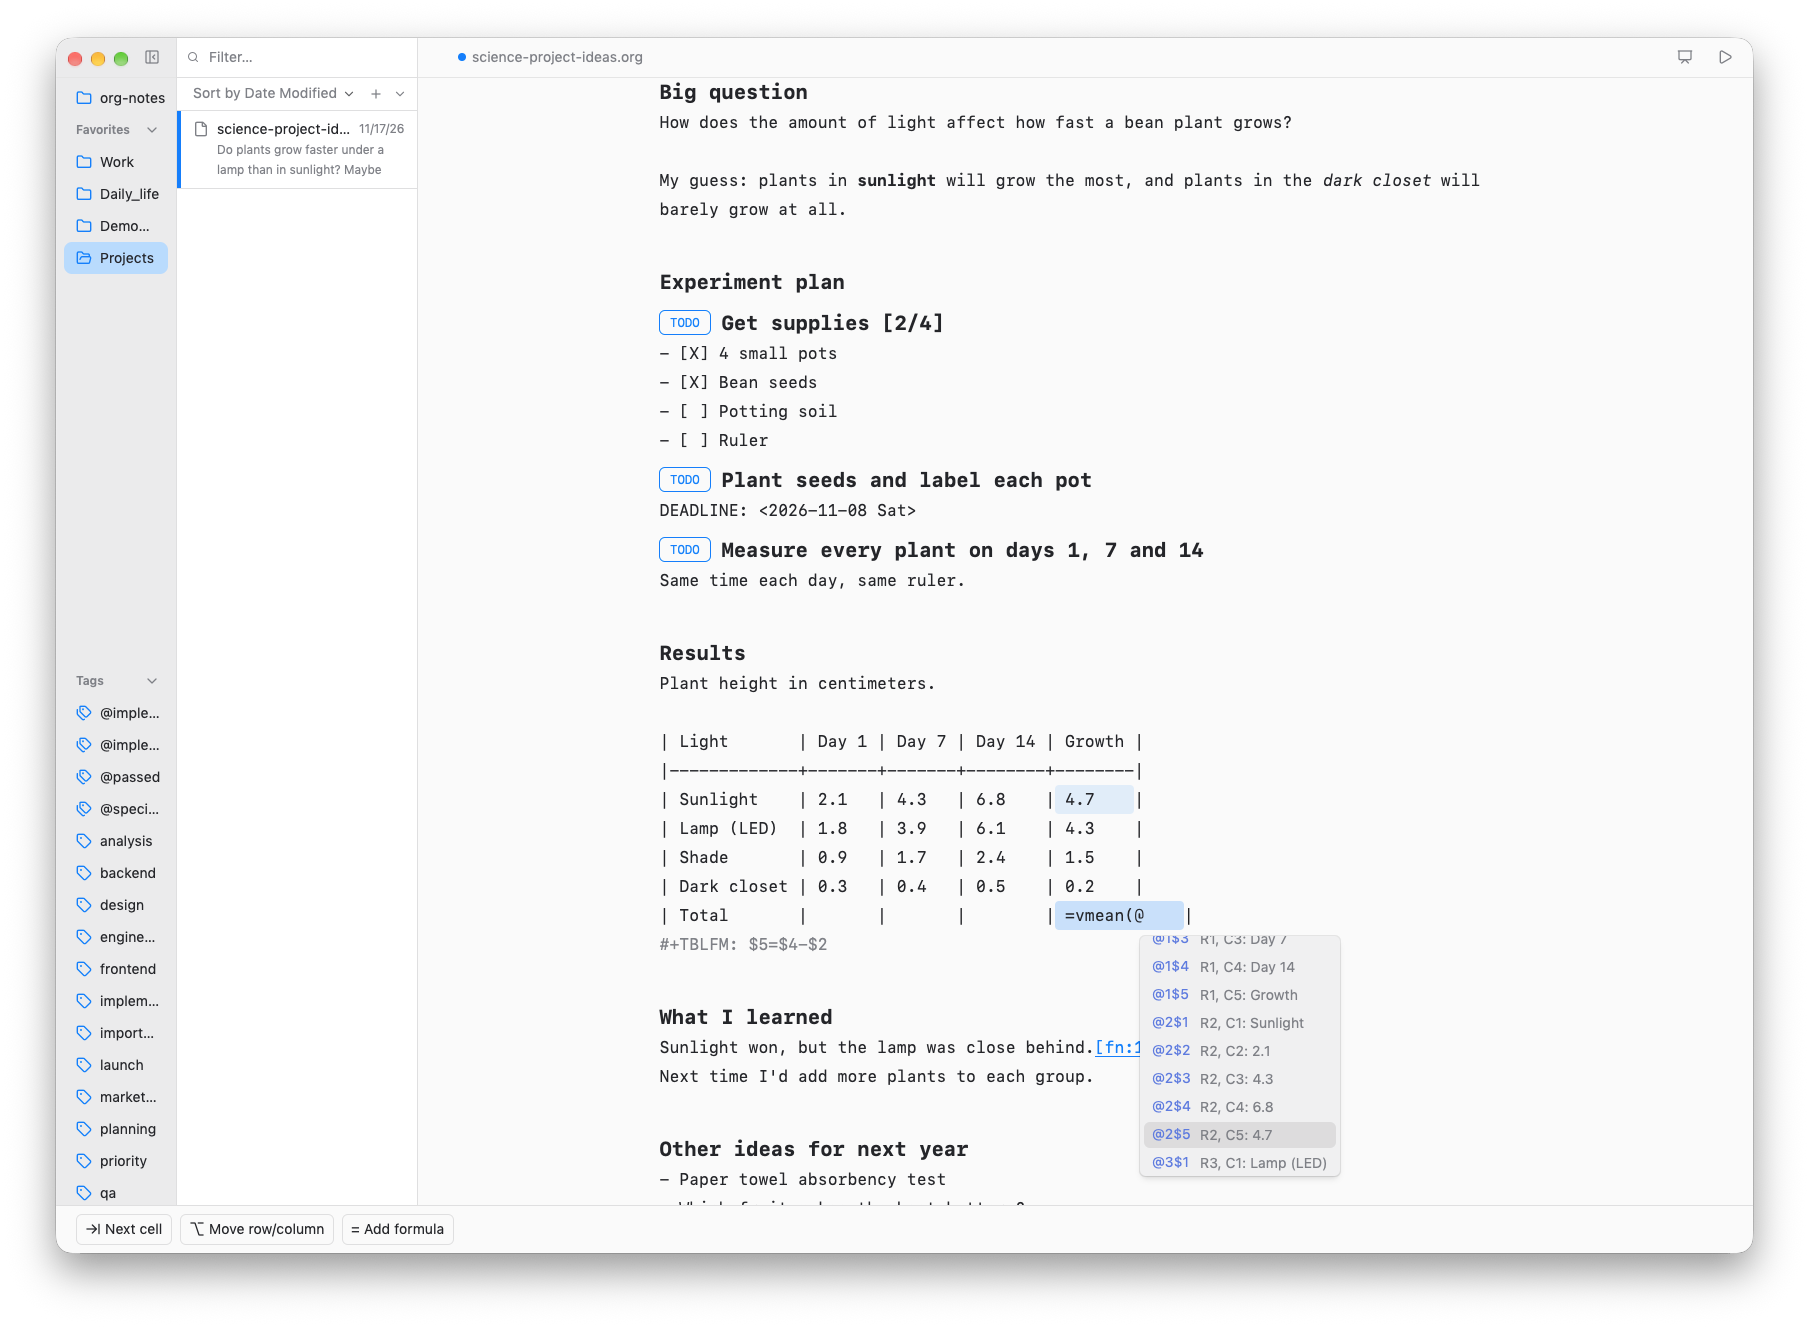 Filter...
science-project-ideas.org
org-notes
Favorites
Work
Daily_life
Demo...
Projects
Tags
@imple...
@imple...
@passed
@speci...
analysis
backend
design
engine...
frontend
implem...
import...
launch
market...
planning
priority
qa
Sort by Date Modified
science-project-id... 11/17/26
Do plants grow faster under a
lamp than in sunlight? Maybe
Big question
How does the amount of light affect how fast a bean plant grows?
My guess: plants in sunlight will grow the most, and plants in the dark closet will
barely grow at all.
Experiment plan
TODO Get supplies [2/4]
– [X] 4 small pots
– [X] Bean seeds
– [ ] Potting soil
– [ ] Ruler
TODO Plant seeds and label each pot
DEADLINE: <2026–11–08 Sat>
TODO Measure every plant on days 1, 7 and 14
Same time each day, same ruler.
Results
Plant height in centimeters.
| Light       | Day 1 | Day 7 | Day 14 | Growth |
|-------------+-------+-------+--------+--------|
| Sunlight    | 2.1   | 4.3   | 6.8    | 4.7    |
| Lamp (LED)  | 1.8   | 3.9   | 6.1    | 4.3    |
| Shade       | 0.9   | 1.7   | 2.4    | 1.5    |
| Dark closet | 0.3   | 0.4   | 0.5    | 0.2    |
| Total       |       |       |        | =vmean(@    |
#+TBLFM: $5=$4–$2
@1$3 R1, C3: Day 7
@1$4 R1, C4: Day 14
@1$5 R1, C5: Growth
@2$1 R2, C1: Sunlight
@2$2 R2, C2: 2.1
@2$3 R2, C3: 4.3
@2$4 R2, C4: 6.8
@2$5 R2, C5: 4.7
@3$1 R3, C1: Lamp (LED)
What I learned
Sunlight won, but the lamp was close behind.[fn:1
Next time I'd add more plants to each group.
Other ideas for next year
– Paper towel absorbency test
Next cell
Move row/column
= Add formula